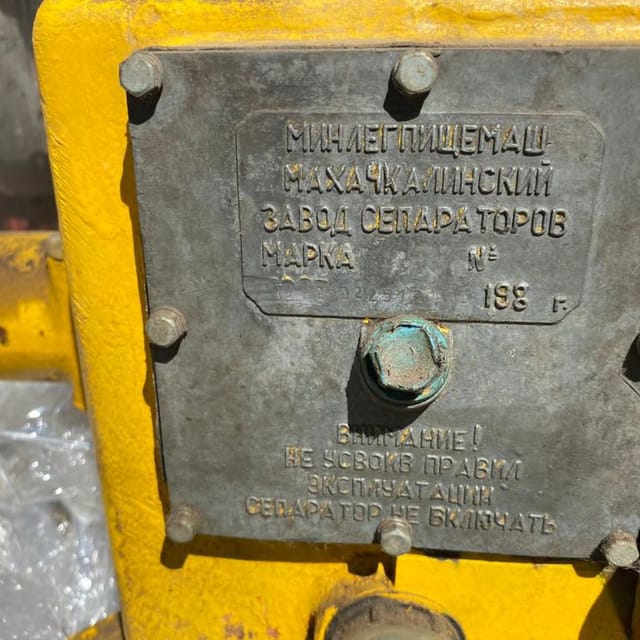 МИНЛЕГПИЩЕМАШ
МАХАЧКАЛИНСКИЙ
ЗАВОД СЕПАРАТОРОВ
МАРКА №
198 г.
ВНИМАНИЕ!
НЕ УСВОИВ ПРАВИЛ
ЭКСПЛУАТАЦИИ
СЕПАРАТОР НЕ ВКЛЮЧАТЬ